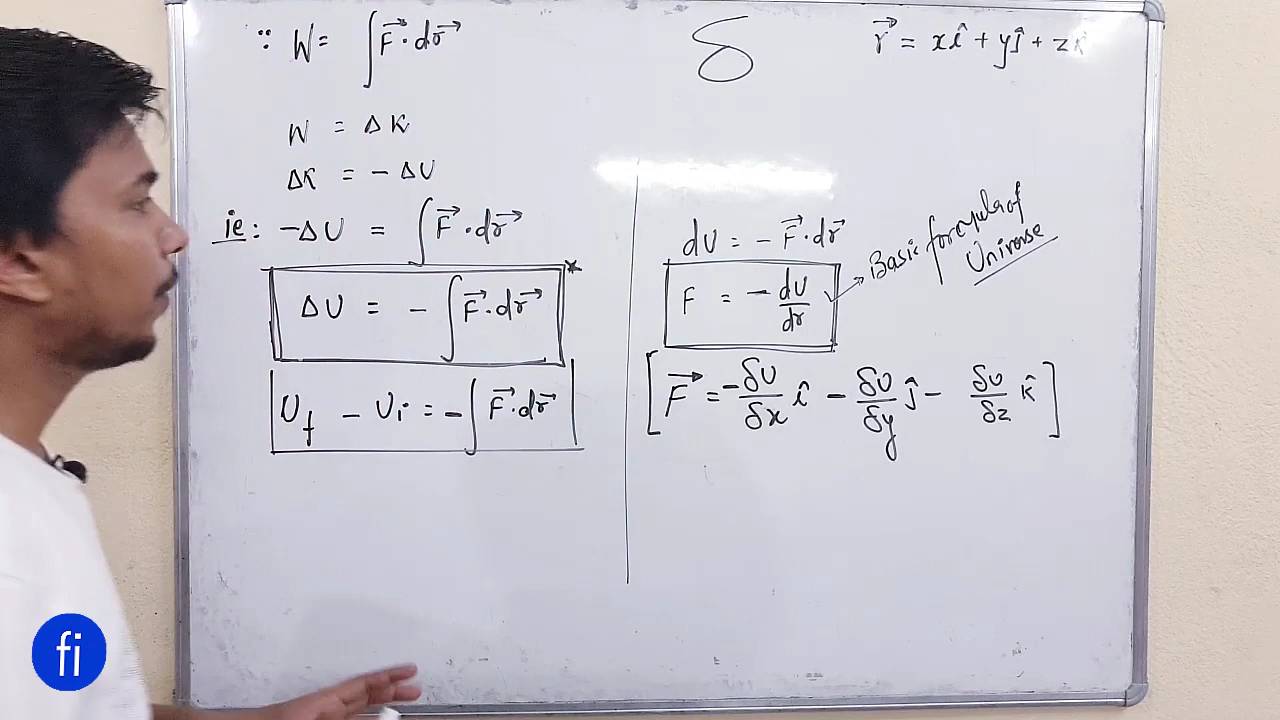 ∵ W = ∫F⃗·dr⃗
δ
r⃗ = xî + yĵ + zk̂
W = ΔK
ΔK = -ΔU
ie: -ΔU = ∫F⃗·dr⃗
ΔU = -∫F⃗·dr⃗ *
U_f - U_i = -∫F⃗·dr⃗
dU = -F⃗·dr⃗
F = -dU/dr → Basic formula of
Universe
[F⃗ = -δU/δx î - δU/δy ĵ - δU/δz k̂]
fi